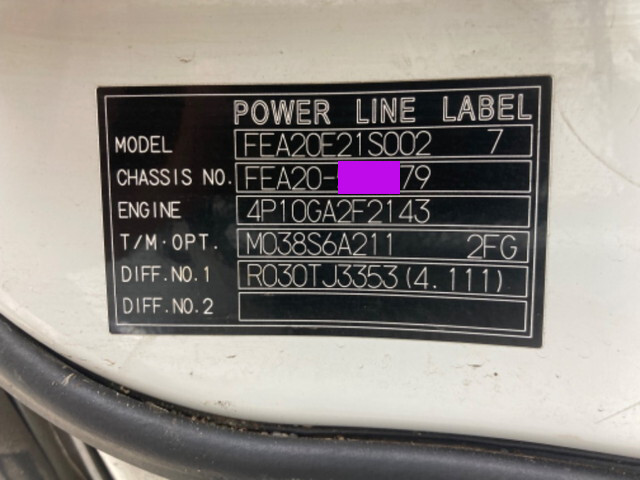 POWER LINE LABEL
MODEL FEA20E21S002 7
CHASSIS NO. FEA20- 79
ENGINE 4P10GA2F2143
T/M·OPT. M038S6A211 2FG
DIFF.NO.1 R030TJ3353(4.111)
DIFF.NO.2